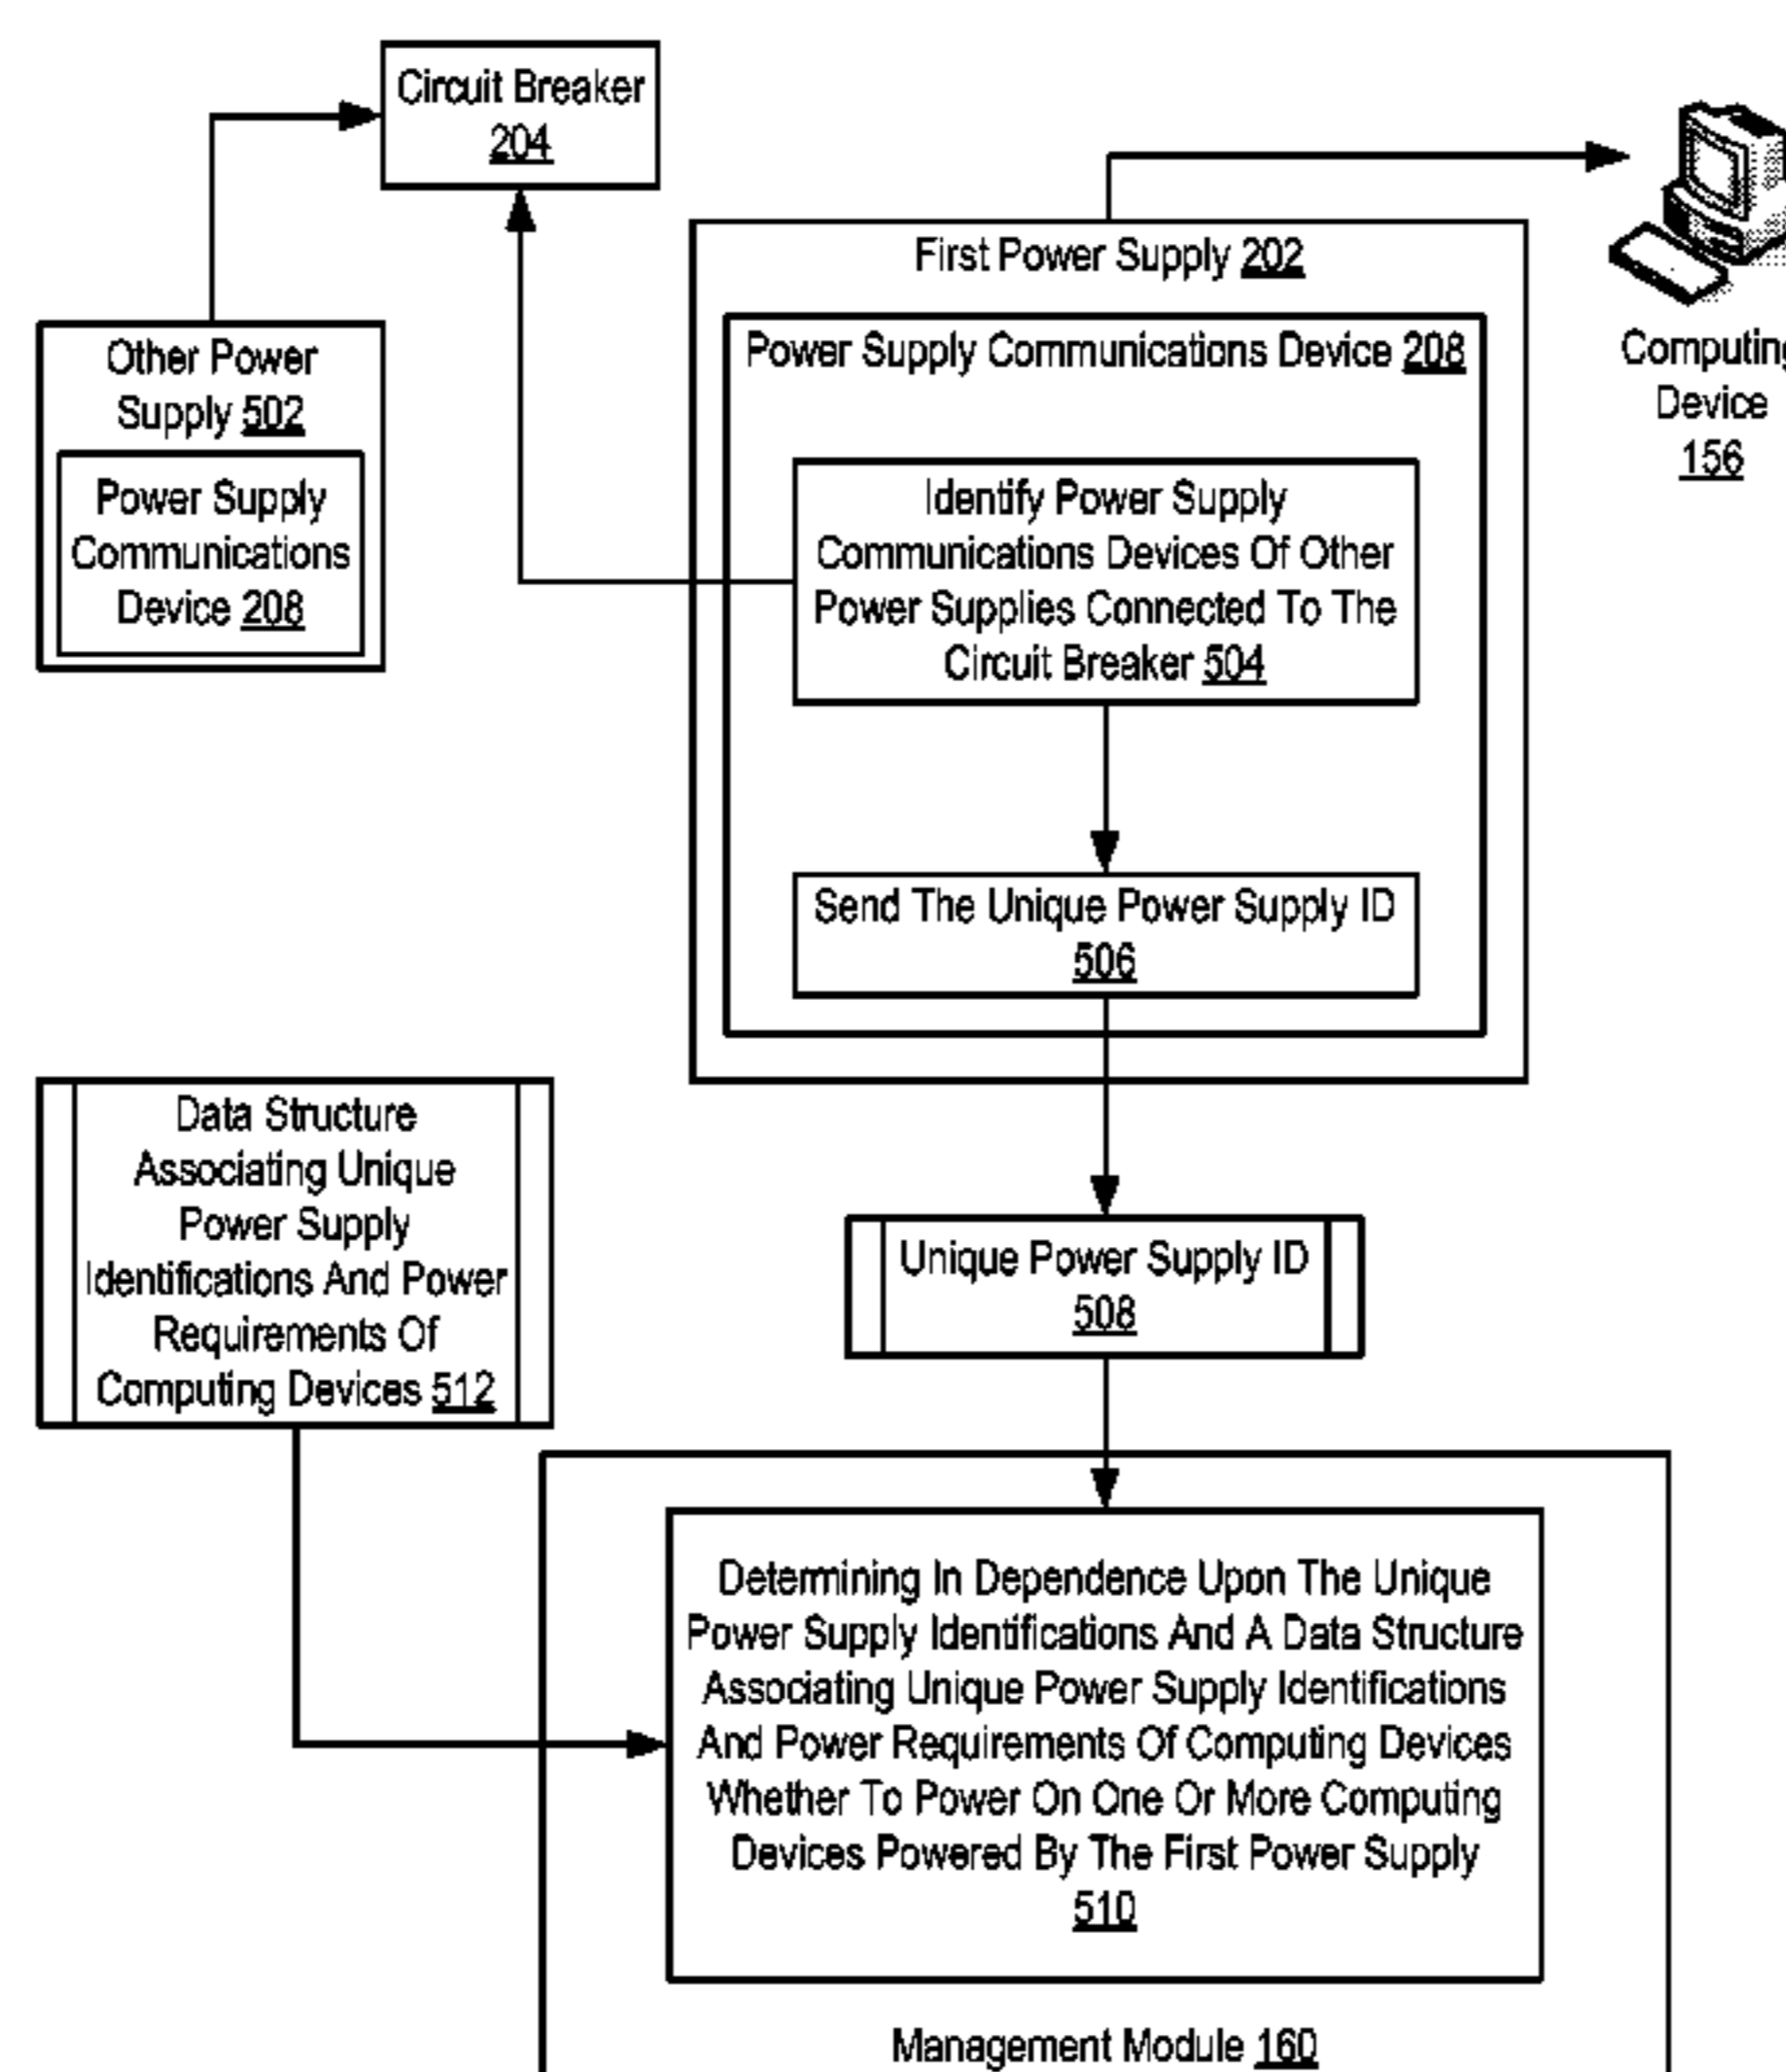 Circuit Breaker
204
First Power Supply 202
Power Supply Communications Device 208
Computing
Device
156
Other Power
Supply 502
Power Supply
Communications
Device 208
Identify Power Supply
Communications Devices Of Other
Power Supplies Connected To The
Circuit Breaker 504
Send The Unique Power Supply ID
506
Data Structure
Associating Unique
Power Supply
Identifications And Power
Requirements Of
Computing Devices 512
Unique Power Supply ID
508
Determining In Dependence Upon The Unique
Power Supply Identifications And A Data Structure
Associating Unique Power Supply Identifications
And Power Requirements Of Computing Devices
Whether To Power On One Or More Computing
Devices Powered By The First Power Supply
510
Management Module 160